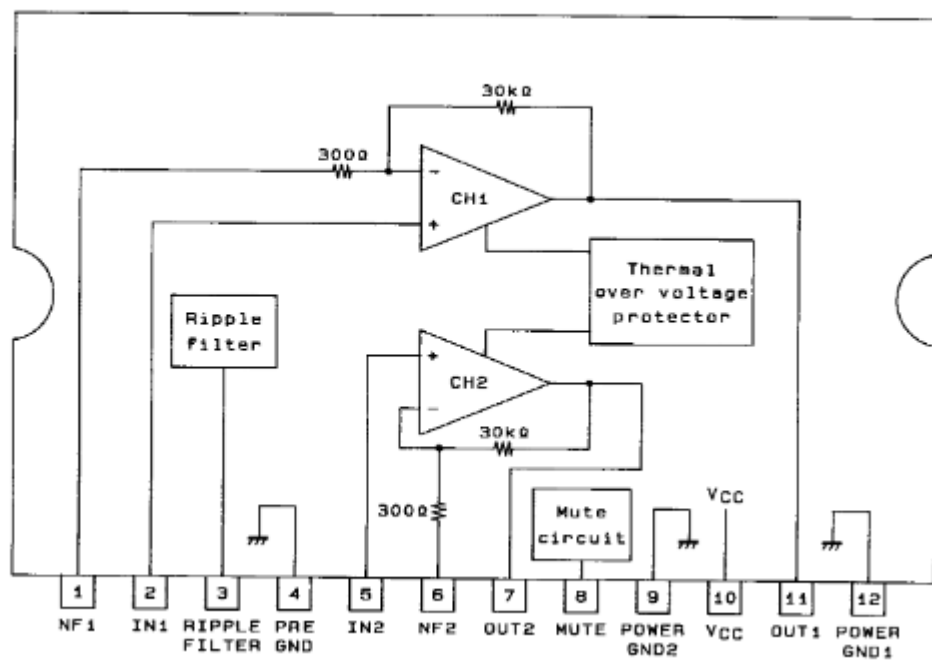 30kΩ
300Ω
CH1
Thermal
over voltage
protector
Ripple
filter
CH2
30kΩ
300Ω
Mute
circuit
VCC
1 2 3 4 5 6 7 8 9 10 11 12
NF1 IN1 RIPPLE PRE IN2 NF2 OUT2 MUTE POWER VCC OUT1 POWER
FILTER GND GND2 GND1